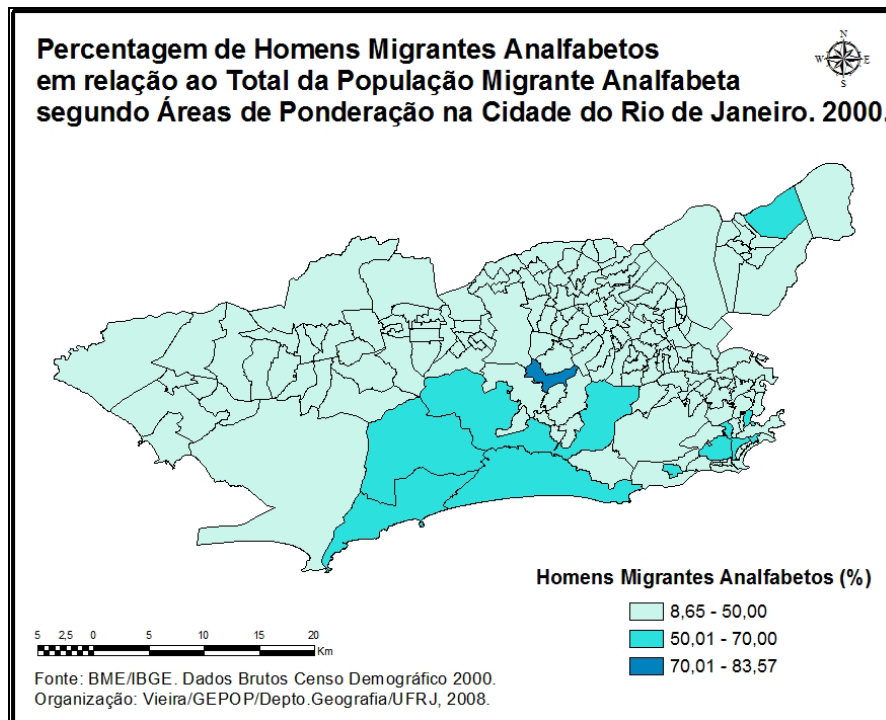 Percentagem de Homens Migrantes Analfabetos
em relação ao Total da População Migrante Analfabeta
segundo Áreas de Ponderação na Cidade do Rio de Janeiro. 2000.
N
W
E
S
Homens Migrantes Analfabetos (%)
8,65 - 50,00
50,01 - 70,00
70,01 - 83,57
5 2,5 0 5 10 15 20
Km
Fonte: BME/IBGE. Dados Brutos Censo Demográfico 2000.
Organização: Vieira/GEPOP/Depto.Geografia/UFRJ, 2008.